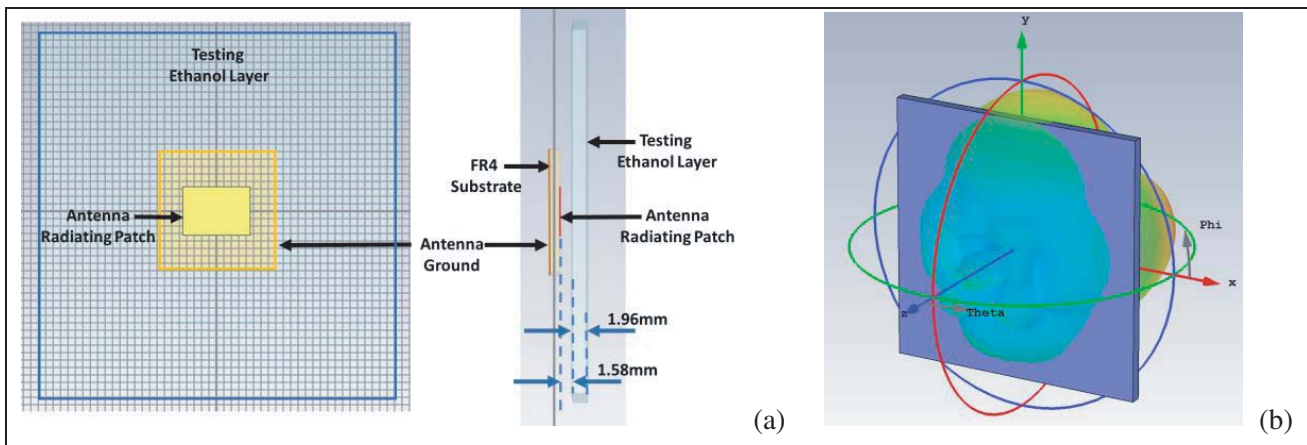 Testing
Ethanol Layer
Antenna
Radiating Patch
FR4
Substrate
Testing
Ethanol Layer
Antenna
Radiating Patch
Antenna
Ground
1.96mm
1.58mm
(a)
y
Phi
x
z
Theta
(b)